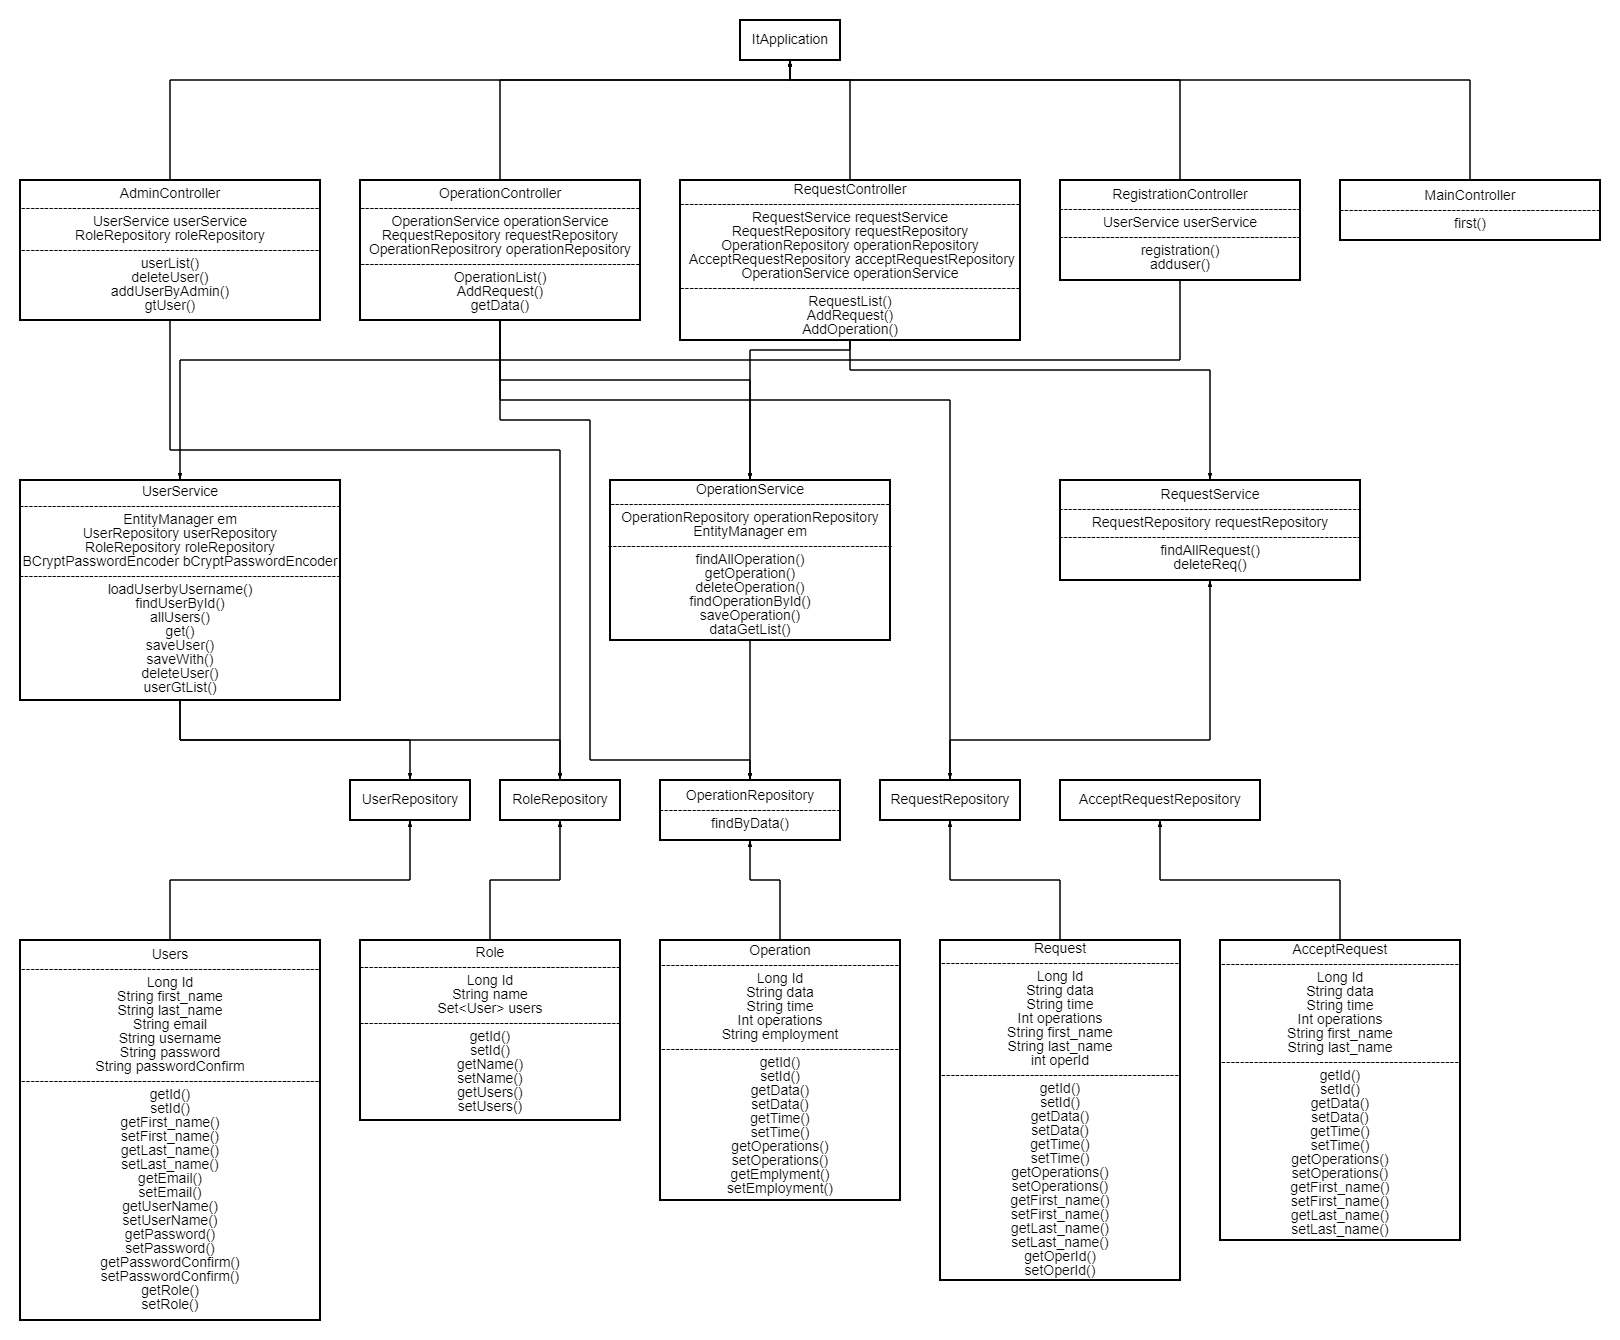 ItApplication
AdminController
UserService userService
RoleRepository roleRepository
userList()
deleteUser()
addUserByAdmin()
gtUser()
OperationController
OperationService operationService
RequestRepository requestRepository
OperationRepositrory operationRepository
OperationList()
AddRequest()
getData()
RequestController
RequestService requestService
RequestRepository requestRepository
OperationRepository operationRepository
AcceptRequestRepository acceptRequestRepository
OperationService operationService
RequestList()
AddRequest()
AddOperation()
RegistrationController
UserService userService
registration()
adduser()
MainController
first()
UserService
EntityManager em
UserRepository userRepository
RoleRepository roleRepository
BCryptPasswordEncoder bCryptPasswordEncoder
loadUserbyUsername()
findUserById()
allUsers()
get()
saveUser()
saveWith()
deleteUser()
userGtList()
OperationService
OperationRepository operationRepository
EntityManager em
findAllOperation()
getOperation()
deleteOperation()
findOperationById()
saveOperation()
dataGetList()
RequestService
RequestRepository requestRepository
findAllRequest()
deleteReq()
UserRepository
RoleRepository
OperationRepository
findByData()
RequestRepository
AcceptRequestRepository
Users
Long Id
String first_name
String last_name
String email
String username
String password
String passwordConfirm
getId()
setId()
getFirst_name()
setFirst_name()
getLast_name()
setLast_name()
getEmail()
setEmail()
getUserName()
setUserName()
getPassword()
setPassword()
getPasswordConfirm()
setPasswordConfirm()
getRole()
setRole()
Role
Long Id
String name
Set<User> users
getId()
setId()
getName()
setName()
getUsers()
setUsers()
Operation
Long Id
String data
String time
Int operations
String employment
getId()
setId()
getData()
setData()
getTime()
setTime()
getOperations()
setOperations()
getEmplyment()
setEmployment()
Request
Long Id
String data
String time
Int operations
String first_name
String last_name
int operId
getId()
setId()
getData()
setData()
getTime()
setTime()
getOperations()
setOperations()
getFirst_name()
setFirst_name()
getLast_name()
setLast_name()
getOperId()
setOperId()
AcceptRequest
Long Id
String data
String time
Int operations
String first_name
String last_name
getId()
setId()
getData()
setData()
getTime()
setTime()
getOperations()
setOperations()
getFirst_name()
setFirst_name()
getLast_name()
setLast_name()